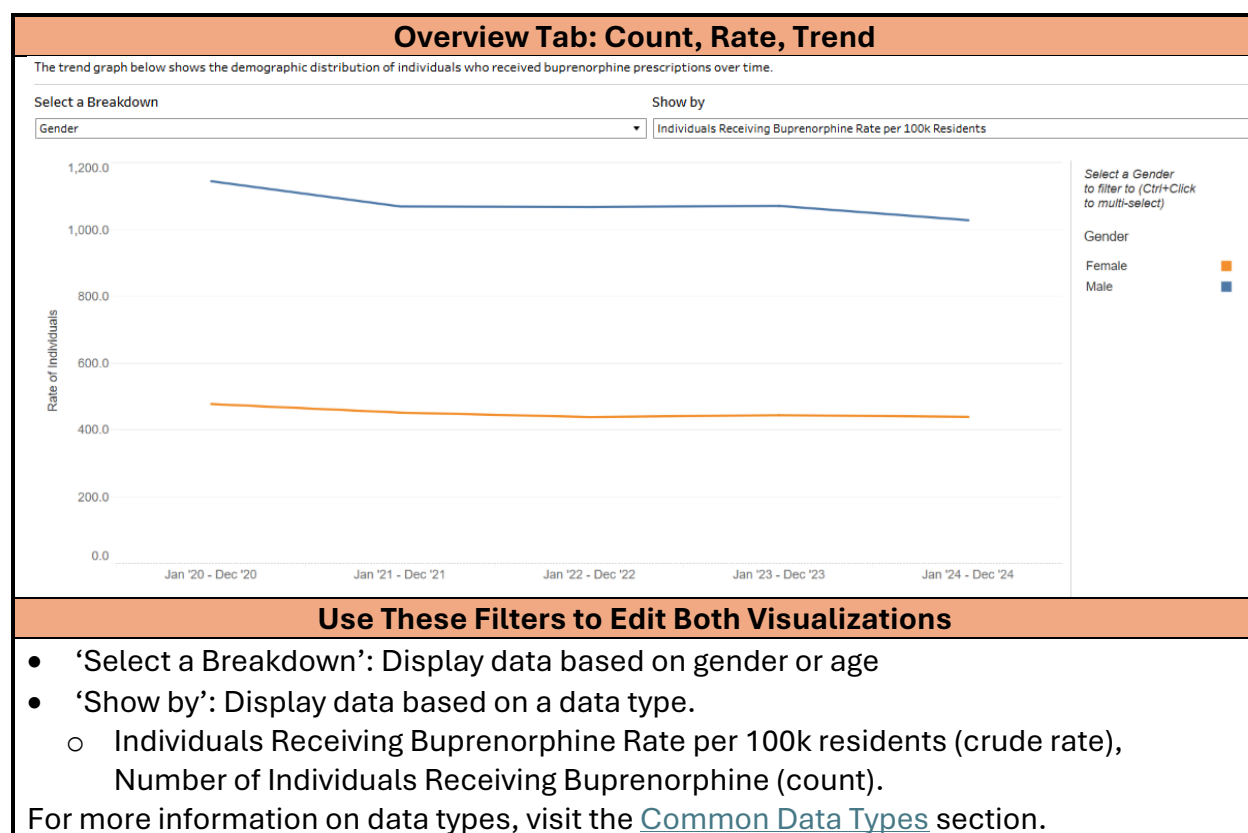 Overview Tab: Count, Rate, Trend
The trend graph below shows the demographic distribution of individuals who received buprenorphine prescriptions over time.
Select a Breakdown
Show by
Gender
Individuals Receiving Buprenorphine Rate per 100k Residents
1,200.0
1,000.0
800.0
600.0
400.0
200.0
0.0
Rate of Individuals
Jan '20 - Dec '20
Jan '21 - Dec '21
Jan '22 - Dec '22
Jan '23 - Dec '23
Jan '24 - Dec '24
Select a Gender
to filter to (Ctrl+Click
to multi-select)
Gender
Female
Male
Use These Filters to Edit Both Visualizations
• ‘Select a Breakdown’: Display data based on gender or age
• ‘Show by’: Display data based on a data type.
o Individuals Receiving Buprenorphine Rate per 100k residents (crude rate),
Number of Individuals Receiving Buprenorphine (count).
For more information on data types, visit the Common Data Types section.